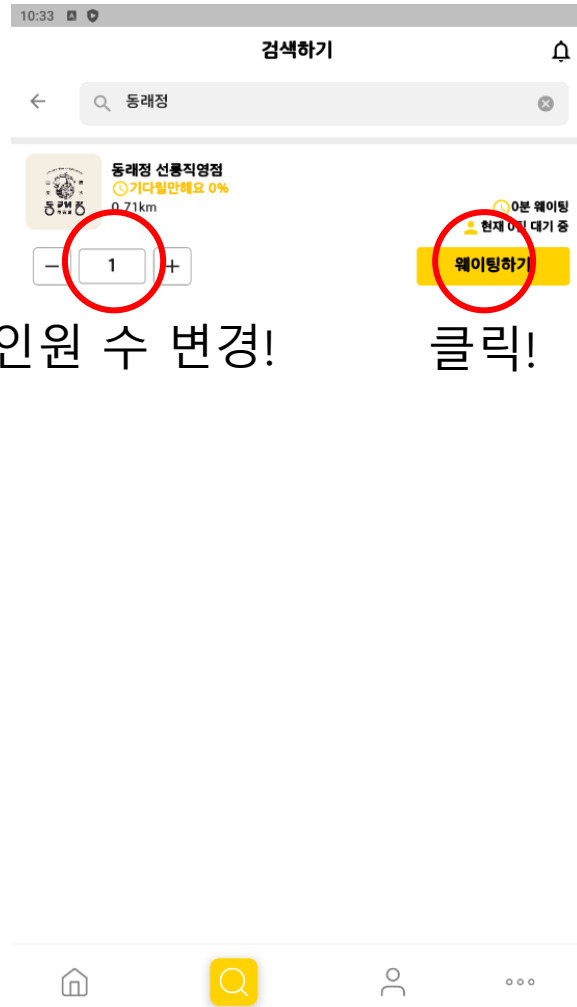 10:33
검색하기
동래정
동래정 선릉직영점
기다릴만해요 0%
0.71km
0분 웨이팅
현재 0팀 대기 중
1
웨이팅하기
인원 수 변경!
클릭!